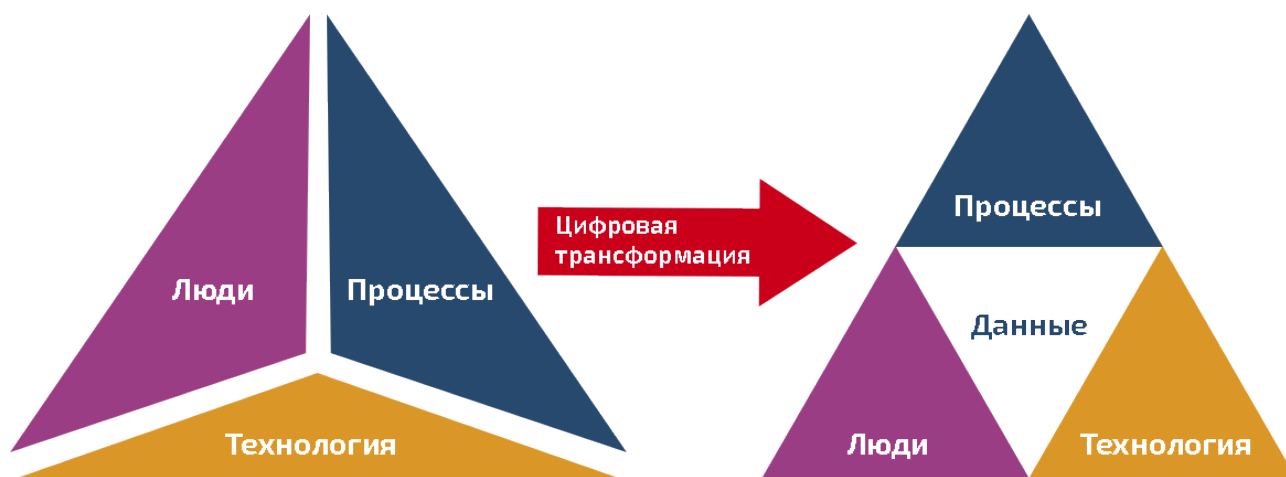 Люди
Процессы
Технология
Цифровая
трансформация
Процессы
Данные
Люди
Технология